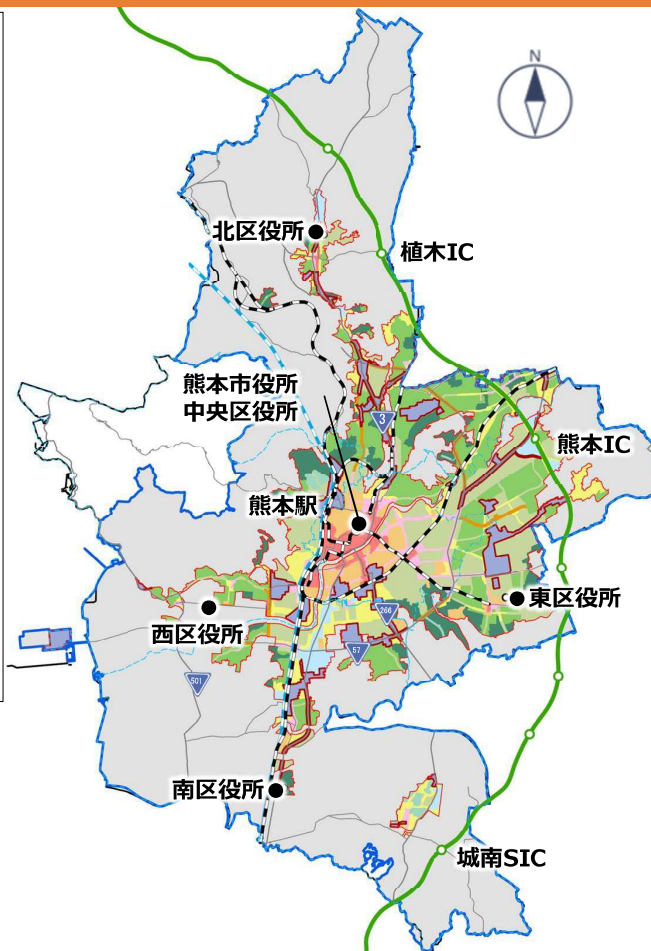 N
北区役所
植木IC
熊本市役所
中央区役所
3
熊本IC
熊本駅
東区役所
西区役所
266
57
501
南区役所
城南SIC